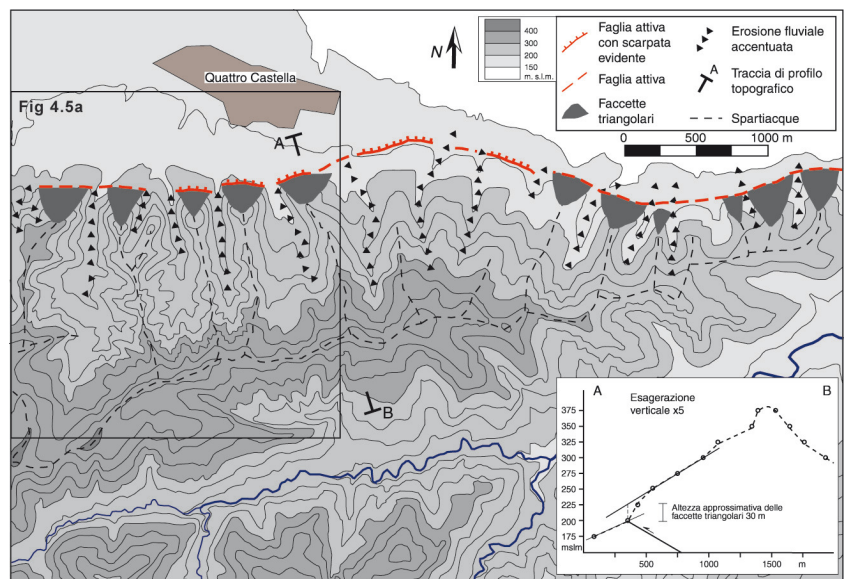 Quattro Castella
Fig 4.5a
A
B
N
400
300
200
150
m. s.l.m.
Faglia attiva
con scarpata
evidente
Faglia attiva
Faccette
triangolari
Erosione fluviale
accentuata
A
Traccia di profilo
topografico
Spartiacque
0 500 1000 m
A B
Esagerazione
verticale x5
375
350
325
300
275
250
225
200
175
mslm
Altezza approssimativa delle
faccette triangolari 30 m
500 1000 1500 m